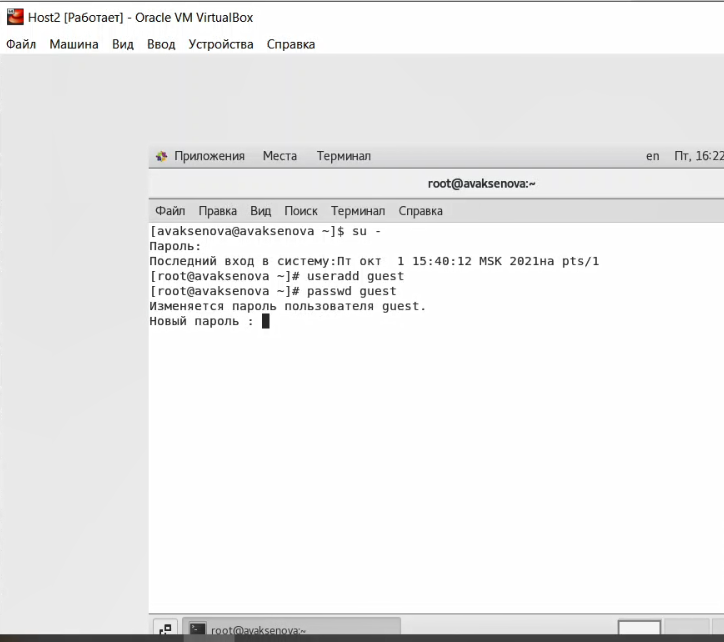 Host2 [Работает] - Oracle VM VirtualBox
Файл Машина Вид Ввод Устройства Справка
Приложения Места Терминал en Пт, 16:22
root@avaksenova:~
Файл Правка Вид Поиск Терминал Справка
[avaksenova@avaksenova ~]$ su -
Пароль:
Последний вход в систему:Пт окт  1 15:40:12 MSK 2021на pts/1
[root@avaksenova ~]# useradd guest
[root@avaksenova ~]# passwd guest
Изменяется пароль пользователя guest.
Новый пароль :
root@avaksenova:~